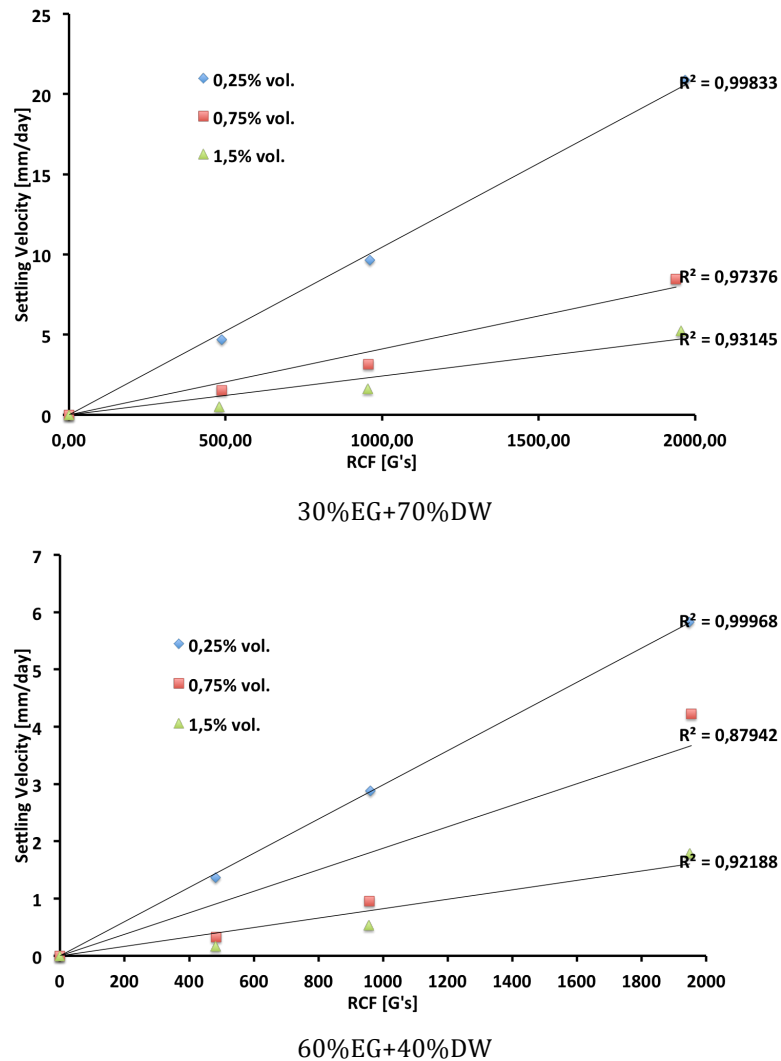 25
20
15
10
5
0
Settling Velocity [mm/day]
0,25% vol.
0,75% vol.
1,5% vol.
R² = 0,99833
R² = 0,97376
R² = 0,93145
0,00 500,00 1000,00 1500,00 2000,00
RCF [G's]
30%EG+70%DW
7
6
5
4
3
2
1
0
Settling Velocity [mm/day]
0,25% vol.
0,75% vol.
1,5% vol.
R² = 0,99968
R² = 0,87942
R² = 0,92188
0 200 400 600 800 1000 1200 1400 1600 1800 2000
RCF [G's]
60%EG+40%DW